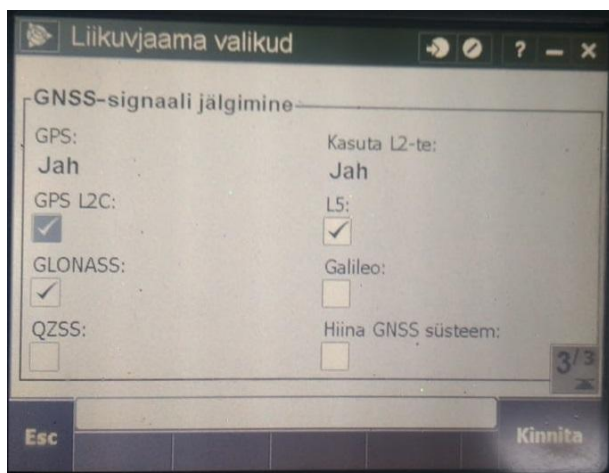 Liikuvjaama valikud
? – ×
GNSS-signaali jälgimine
GPS:
Jah
Kasuta L2-te:
Jah
GPS L2C:
L5:
GLONASS:
Galileo:
QZSS:
Hiina GNSS süsteem:
3/3
Esc
Kinnita